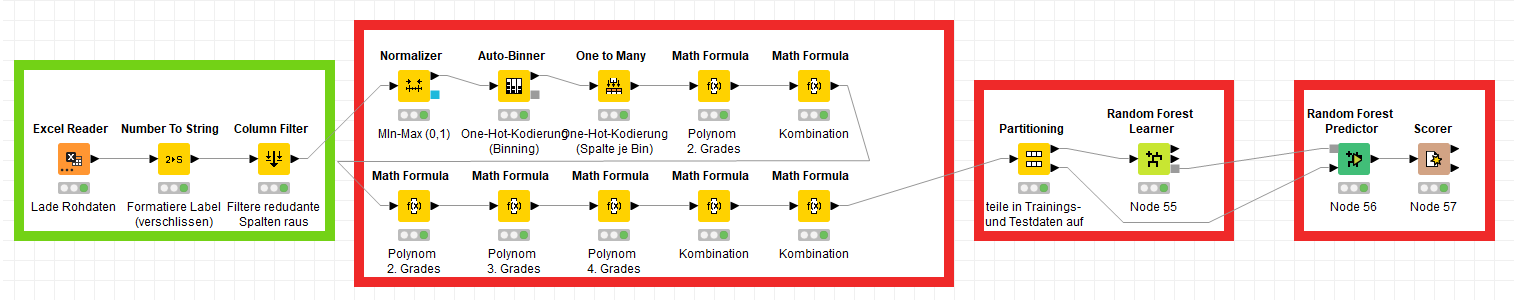 Excel Reader
Lade Rohdaten
Number To String
2▸S
Formatiere Label
(verschlissen)
Column Filter
Filtere redudante
Spalten raus
Normalizer
MIn-Max (0,1)
Auto-Binner
One-Hot-Kodierung
(Binning)
One to Many
One-Hot-Kodierung
(Spalte je Bin)
Math Formula
f(x)
Polynom
2. Grades
Math Formula
f(x)
Kombination
Math Formula
f(x)
Polynom
2. Grades
Math Formula
f(x)
Polynom
3. Grades
Math Formula
f(x)
Polynom
4. Grades
Math Formula
f(x)
Kombination
Math Formula
f(x)
Kombination
Partitioning
teile in Trainings-
und Testdaten auf
Random Forest
Learner
Node 55
Random Forest
Predictor
Node 56
Scorer
Node 57